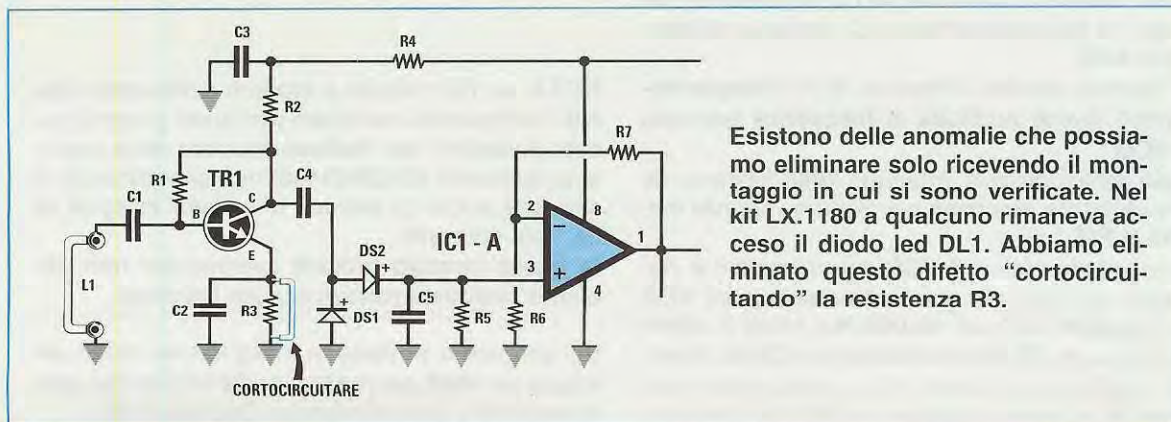 C3
R4
R2
R7
R1
TR1
C4
C1
B
C
E
L1
DS2
IC1 - A
2
3
8
1
4
C2
R3
DS1
C5
R5
R6
CORTOCIRCUITARE
Esistono delle anomalie che possia-
mo eliminare solo ricevendo il mon-
taggio in cui si sono verificate. Nel
kit LX.1180 a qualcuno rimaneva ac-
ceso il diodo led DL1. Abbiamo eli-
minato questo difetto “cortocircui-
tando” la resistenza R3.